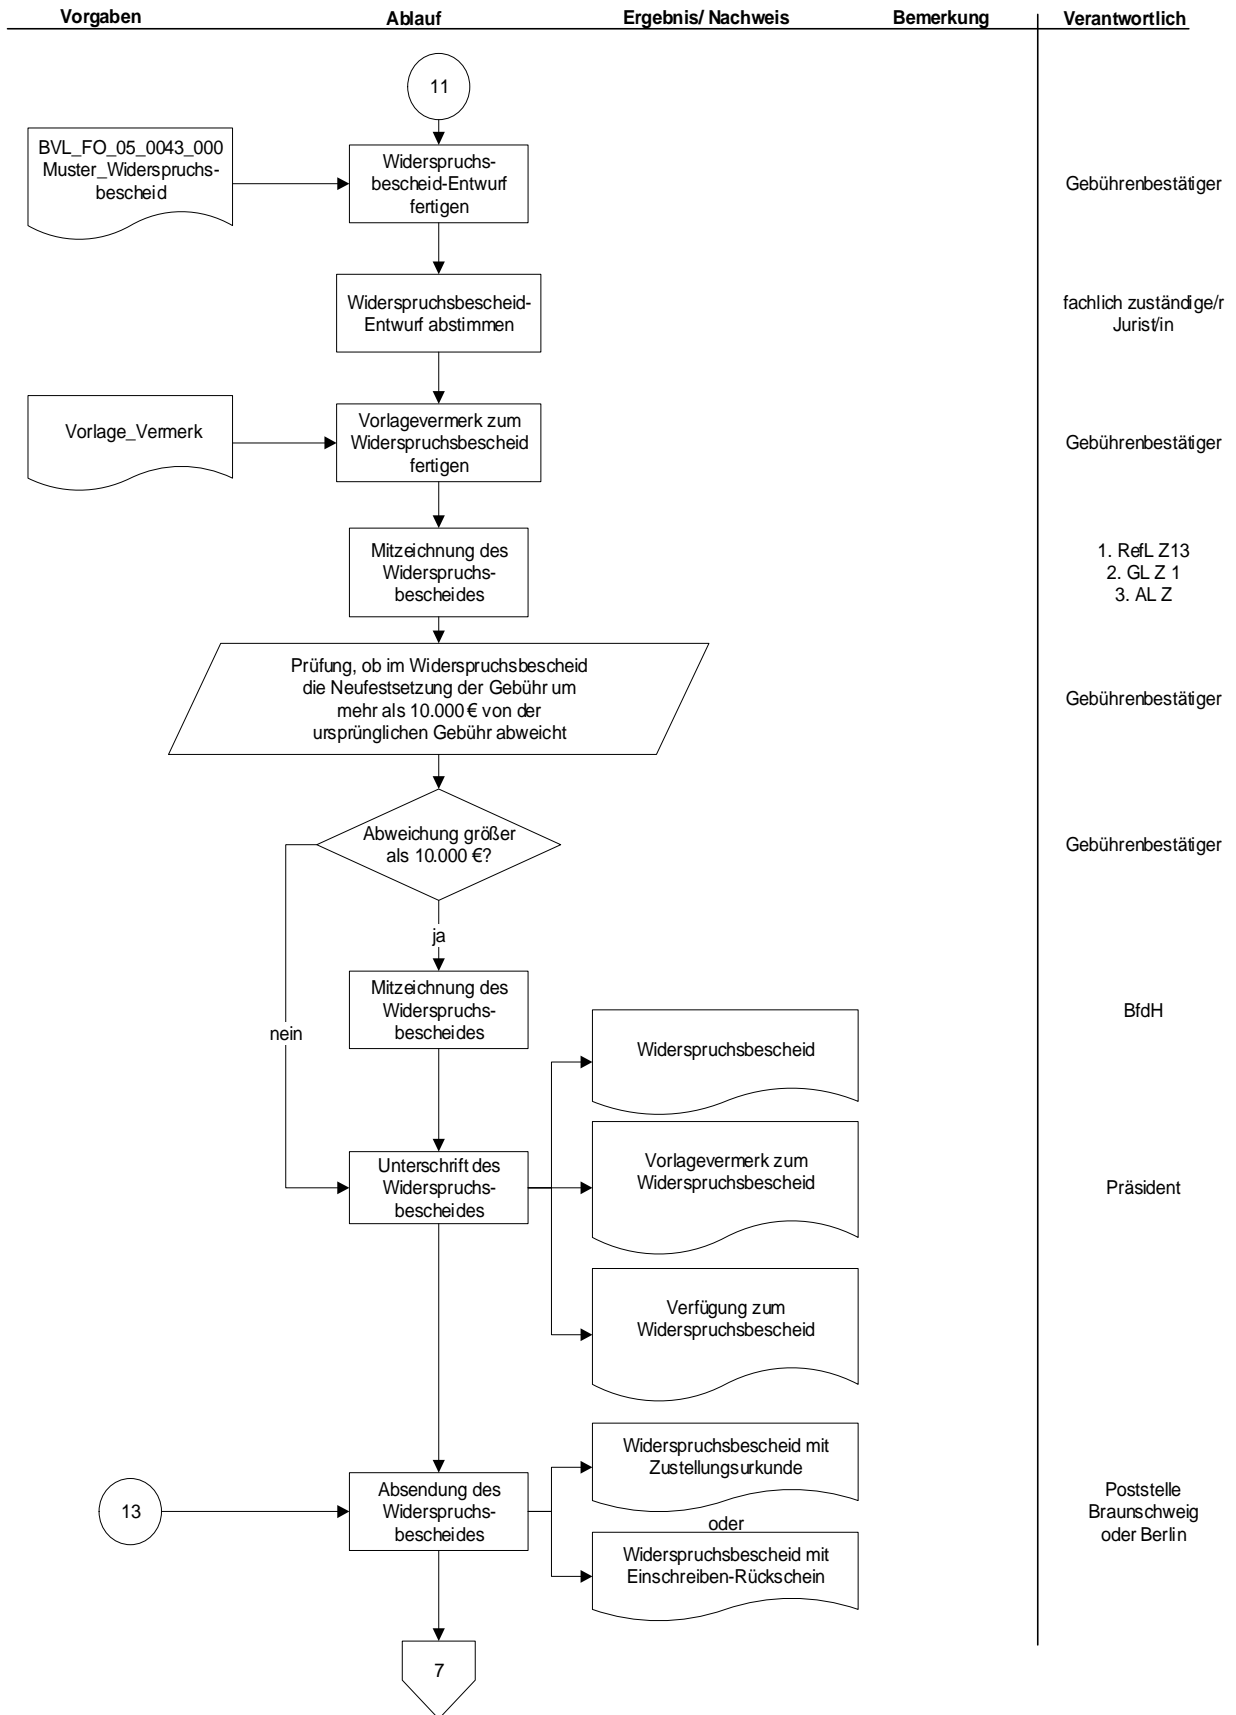 Vorgaben
Ablauf
Ergebnis/ Nachweis
Bemerkung
Verantwortlich
11
BVL_FO_05_0043_000
Muster_Widerspruchs-
bescheid
Widerspruchs-
bescheid-Entwurf
fertigen
Gebührenbestätiger
Widerspruchsbescheid-
Entwurf abstimmen
fachlich zuständige/r
Jurist/in
Vorlage_Vermerk
Vorlagevermerk zum
Widerspruchsbescheid
fertigen
Gebührenbestätiger
Mitzeichnung des
Widerspruchs-
bescheides
1. RefL Z13
2. GL Z 1
3. AL Z
Prüfung, ob im Widerspruchsbescheid
die Neufestsetzung der Gebühr um
mehr als 10.000 € von der
ursprünglichen Gebühr abweicht
Gebührenbestätiger
Abweichung größer
als 10.000 €?
Gebührenbestätiger
ja
nein
Mitzeichnung des
Widerspruchs-
bescheides
BfdH
Widerspruchsbescheid
Unterschrift des
Widerspruchs-
bescheides
Vorlagevermerk zum
Widerspruchsbescheid
Präsident
Verfügung zum
Widerspruchsbescheid
13
Absendung des
Widerspruchs-
bescheides
Widerspruchsbescheid mit
Zustellungsurkunde
oder
Widerspruchsbescheid mit
Einschreiben-Rückschein
Poststelle
Braunschweig
oder Berlin
7